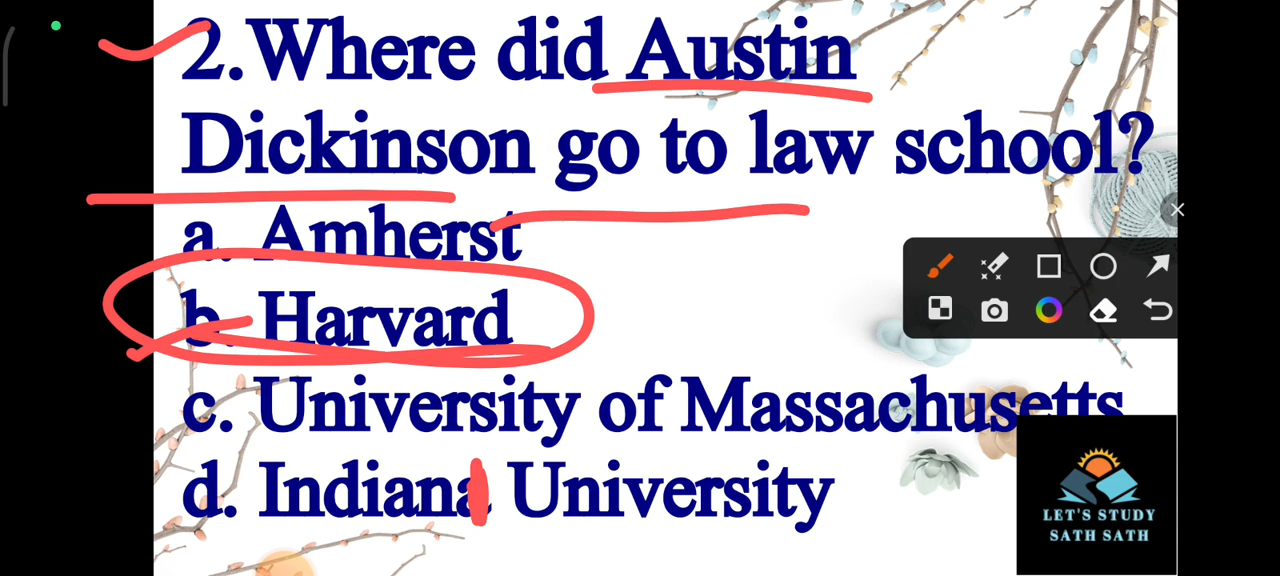 2.Where did Austin
Dickinson go to law school?
a. Amherst
b. Harvard
c. University of Massachusetts
d. Indiana University
LET'S STUDY
SATH SATH